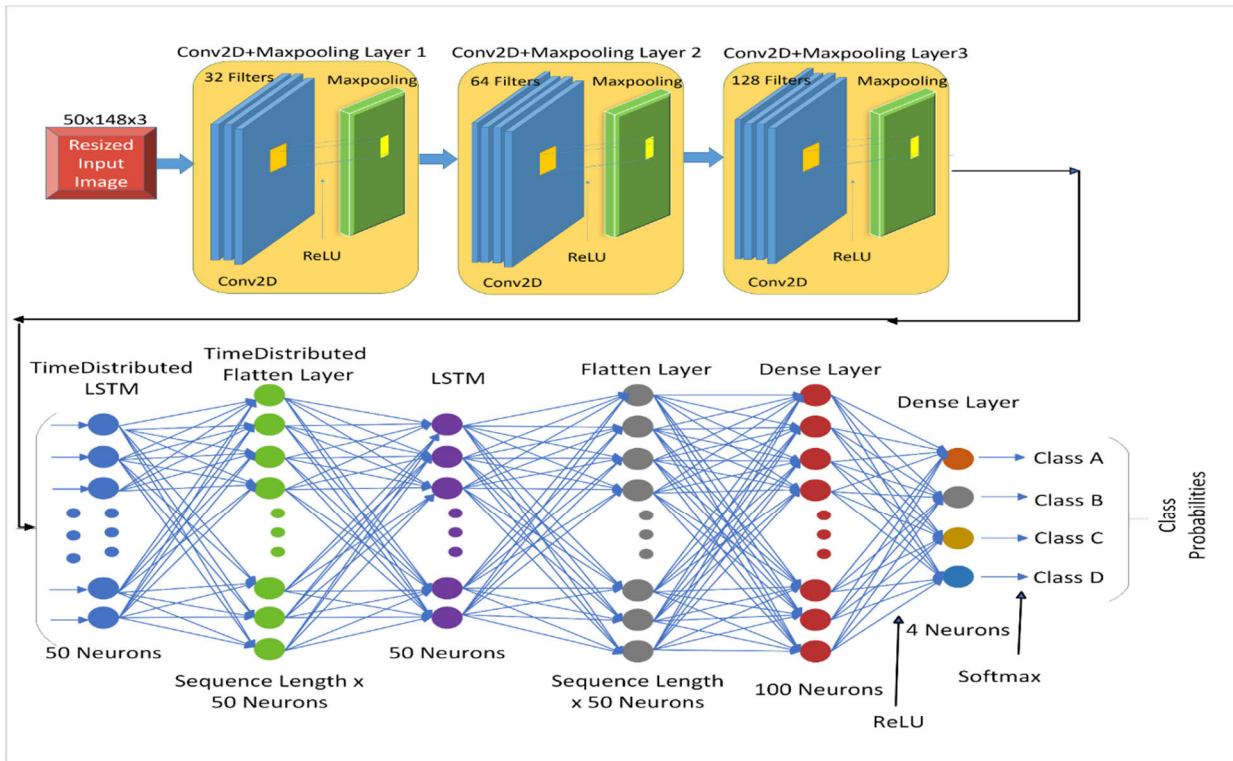 Conv2D+Maxpooling Layer 1
Conv2D+Maxpooling Layer 2
Conv2D+Maxpooling Layer3
32 Filters
Maxpooling
64 Filters
Maxpooling
128 Filters
Maxpooling
50x148x3
Resized
Input
Image
ReLU
Conv2D
ReLU
Conv2D
ReLU
Conv2D
TimeDistributed
LSTM
TimeDistributed
Flatten Layer
LSTM
Flatten Layer
Dense Layer
Dense Layer
Class A
Class B
Class C
Class D
Class
Probabilities
50 Neurons
Sequence Length x
50 Neurons
50 Neurons
Sequence Length
x 50 Neurons
100 Neurons
ReLU
4 Neurons
Softmax